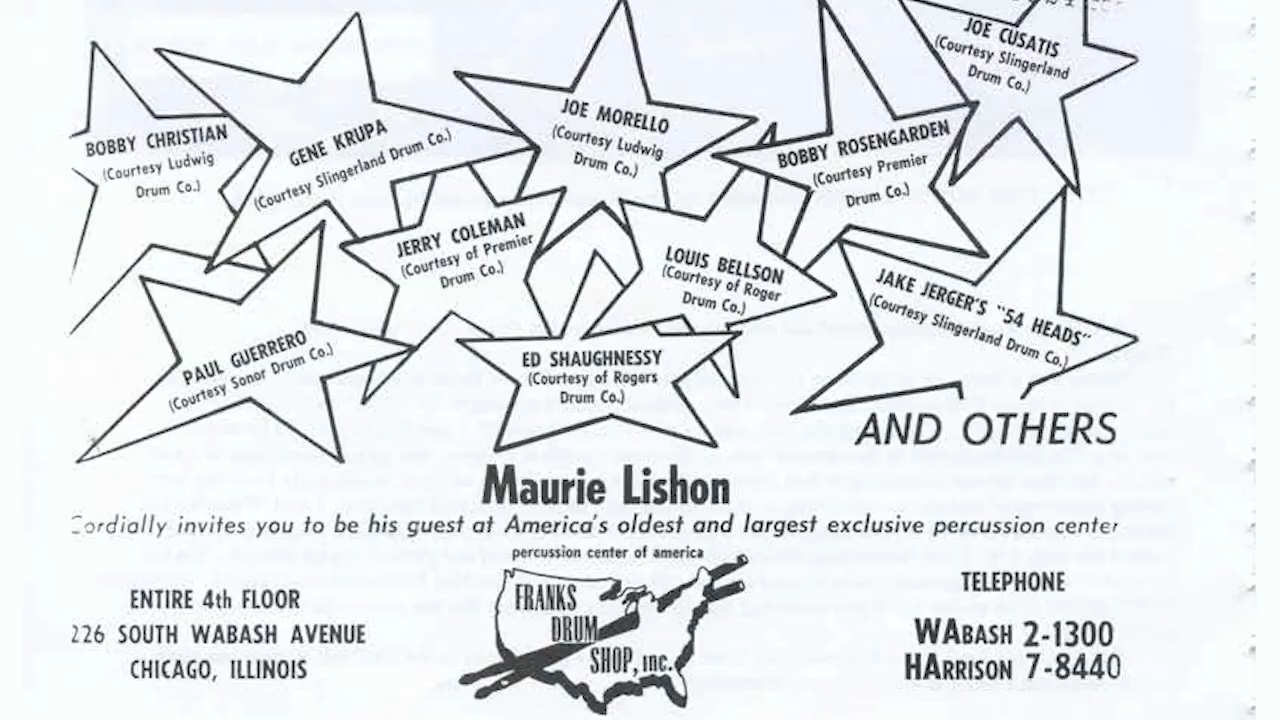 JOE CUSATIS
(Courtesy Slingerland
Drum Co.)
BOBBY CHRISTIAN
(Courtesy Ludwig
Drum Co.)
GENE KRUPA
(Courtesy Slingerland Drum Co.)
JOE MORELLO
(Courtesy Ludwig
Drum Co.)
BOBBY ROSENGARDEN
(Courtesy Premier
Drum Co.)
JERRY COLEMAN
(Courtesy of Premier
Drum Co.)
LOUIS BELLSON
(Courtesy of Roger
Drum Co.)
JAKE JERGER'S "54 HEADS"
(Courtesy Slingerland Drum Co.)
PAUL GUERRERO
(Courtesy Sonor Drum Co.)
ED SHAUGHNESSY
(Courtesy of Rogers
Drum Co.)
AND OTHERS
Maurie Lishon
Cordially invites you to be his guest at America's oldest and largest exclusive percussion center
percussion center of america
FRANKS
DRUM
SHOP, inc.
ENTIRE 4th FLOOR
226 SOUTH WABASH AVENUE
CHICAGO, ILLINOIS
TELEPHONE
WABASH 2-1300
HARRISON 7-8440